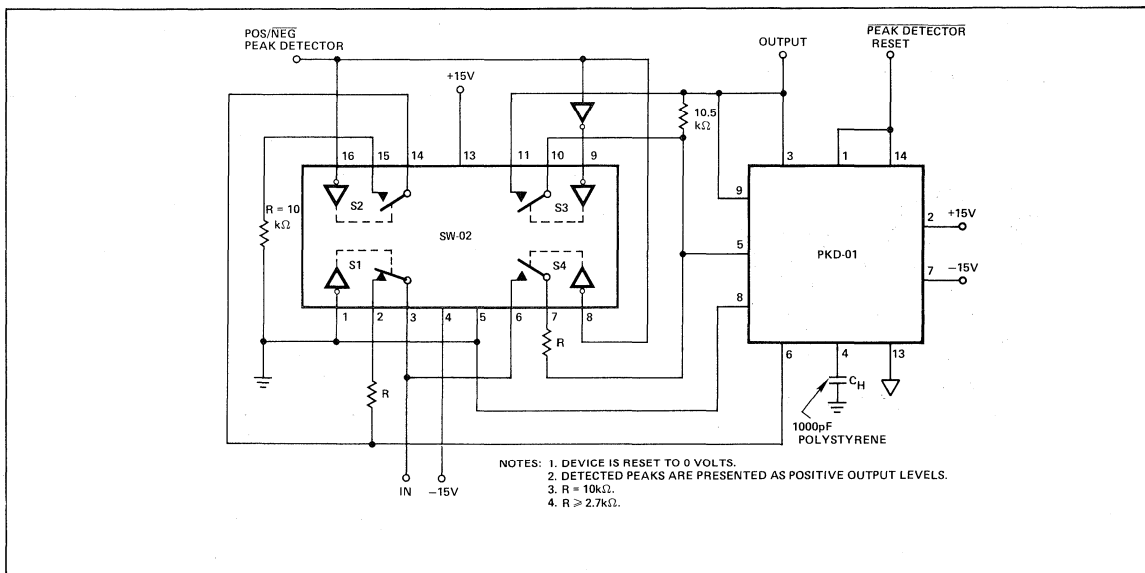 POS/NEG
PEAK DETECTOR
OUTPUT
PEAK DETECTOR
RESET
+15V
10.5
kΩ
16 15 14 13 11 10 9
3 1 14
S2 S3
R = 10
kΩ
SW-02
S1 S4
9
5
8
PKD-01
2 +15V
7 −15V
1 2 3 4 5 6 7 8
6 4 13
R
R
C_H
1000pF
POLYSTYRENE
IN −15V
NOTES: 1. DEVICE IS RESET TO 0 VOLTS.
2. DETECTED PEAKS ARE PRESENTED AS POSITIVE OUTPUT LEVELS.
3. R = 10kΩ.
4. R ⩾ 2.7kΩ.